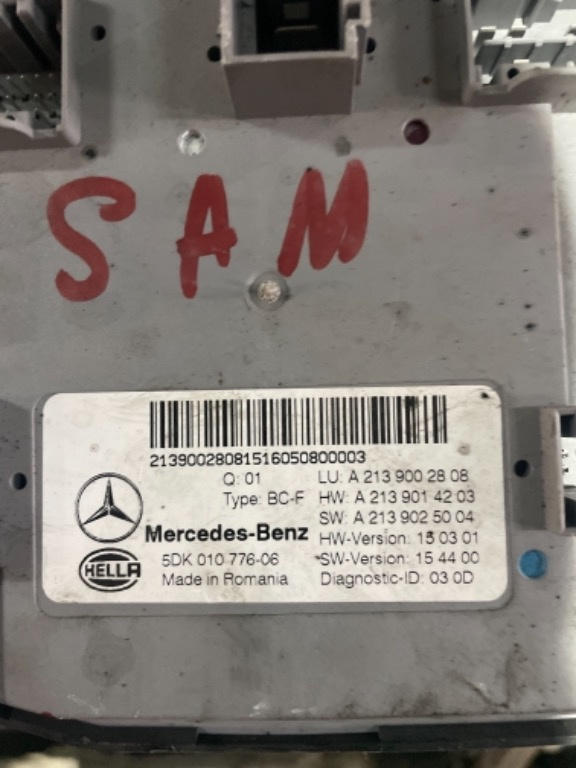 SAM
21390028081516050800003
Q: 01 LU: A 213 900 28 08
Type: BC-F HW: A 213 901 42 03
SW: A 213 902 50 04
Mercedes-Benz HW-Version: 15 03 01
HELLA 5DK 010 776-06 SW-Version: 15 44 00
Made in Romania Diagnostic-ID: 03 0D